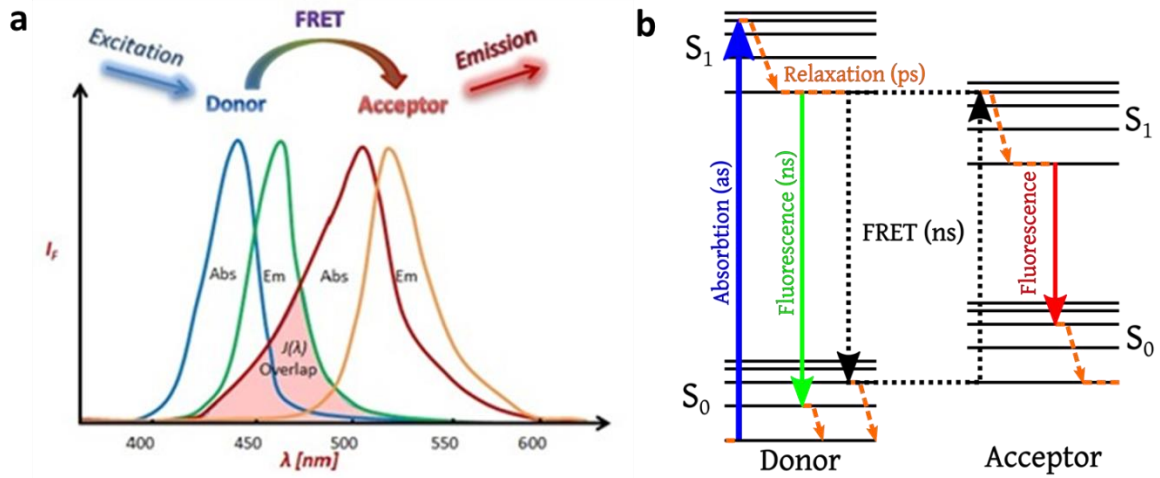 a
FRET
Excitation
Emission
Donor
Acceptor
I_F
Abs
Em
Abs
Em
J(λ)
Overlap
400
450
500
550
600
λ [nm]
b
S₁
Relaxation (ps)
S₁
Absorbtion (as)
Fluorescence (ns)
FRET (ns)
Fluorescence
S₀
S₀
Donor
Acceptor